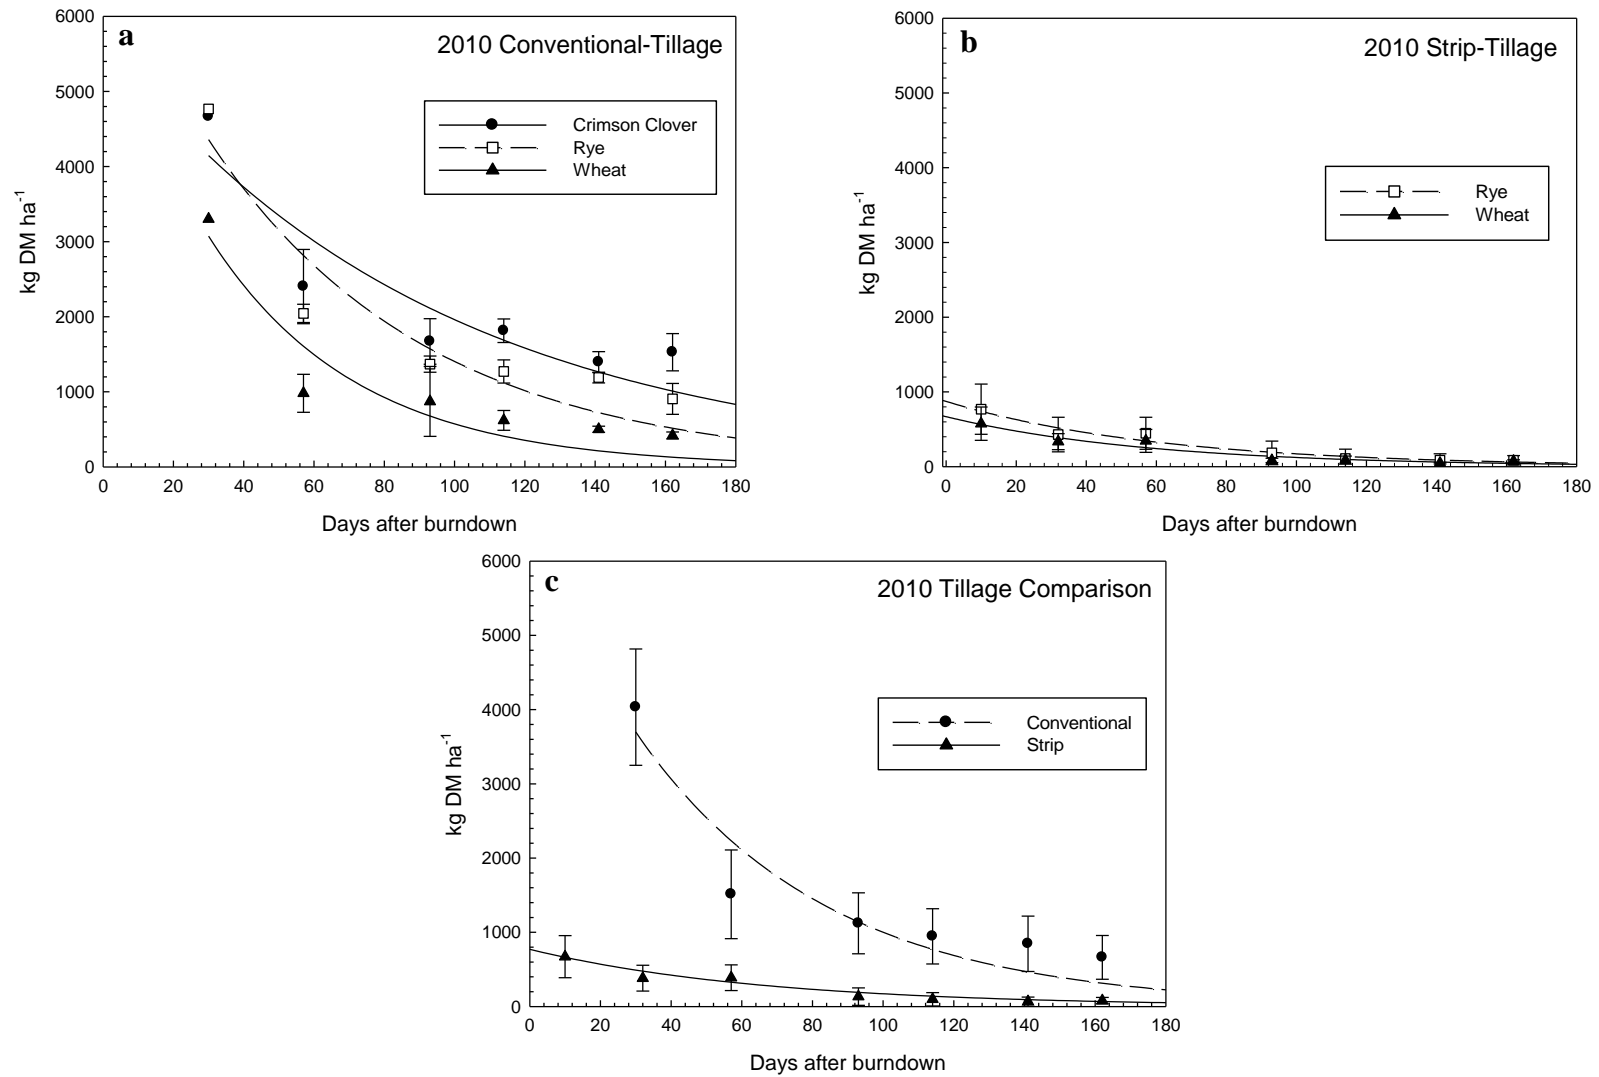 a
2010 Conventional-Tillage
6000
5000
4000
3000
2000
1000
0
kg DM ha-1
Crimson Clover
Rye
Wheat
0 20 40 60 80 100 120 140 160 180
Days after burndown
b
2010 Strip-Tillage
6000
5000
4000
3000
2000
1000
0
kg DM ha-1
Rye
Wheat
0 20 40 60 80 100 120 140 160 180
Days after burndown
c
2010 Tillage Comparison
6000
5000
4000
3000
2000
1000
0
kg DM ha-1
Conventional
Strip
0 20 40 60 80 100 120 140 160 180
Days after burndown